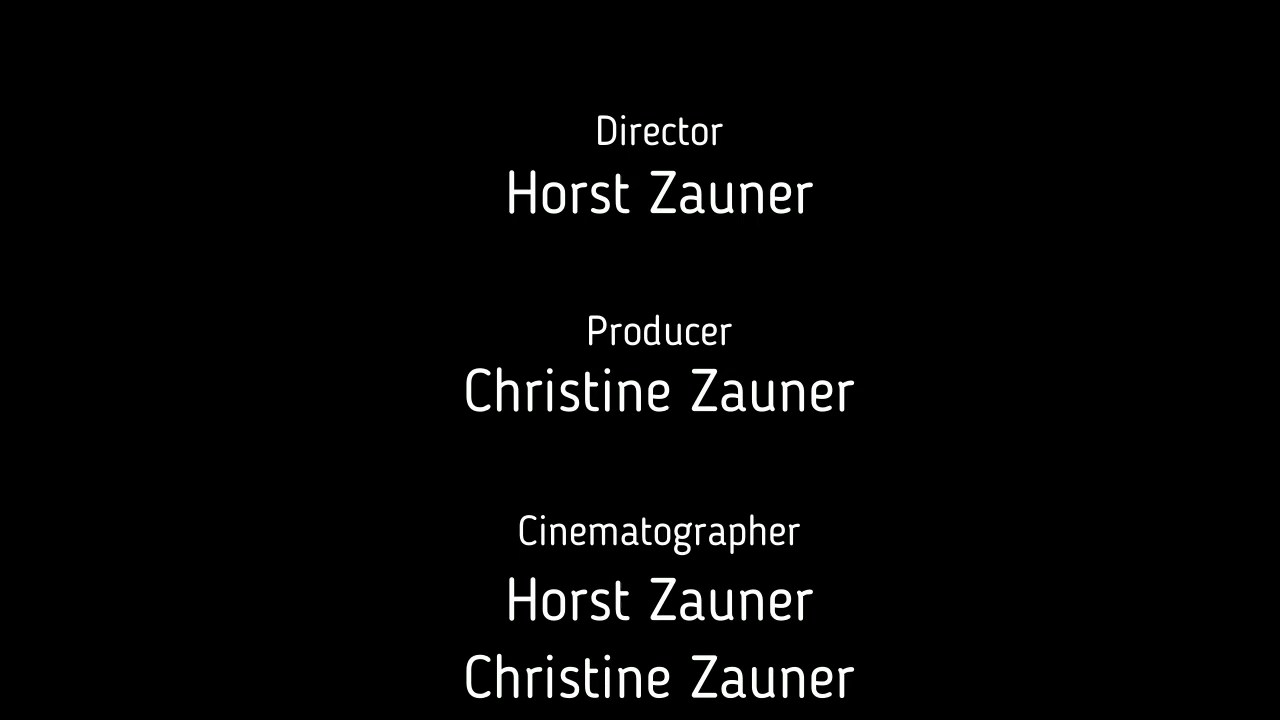 Director
Horst Zauner
Producer
Christine Zauner
Cinematographer
Horst Zauner
Christine Zauner